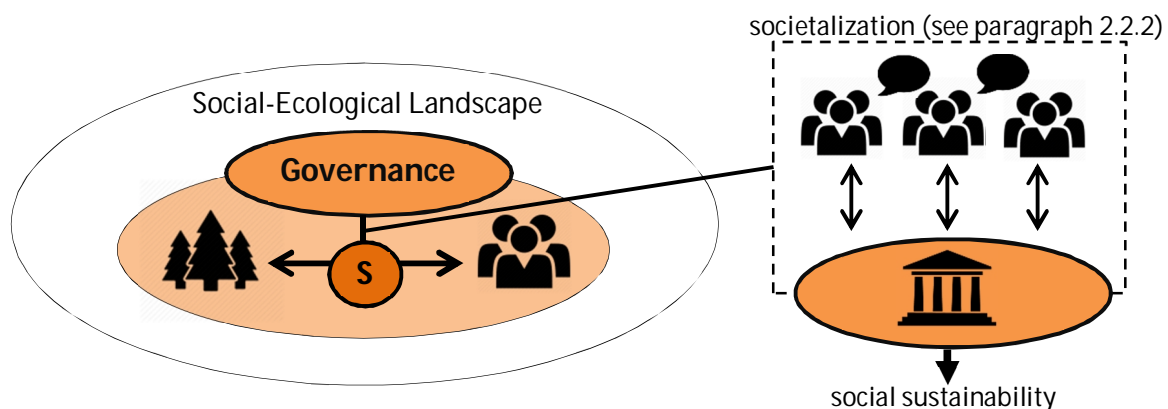 societalization (see paragraph 2.2.2)
Social-Ecological Landscape
Governance
S
social sustainability